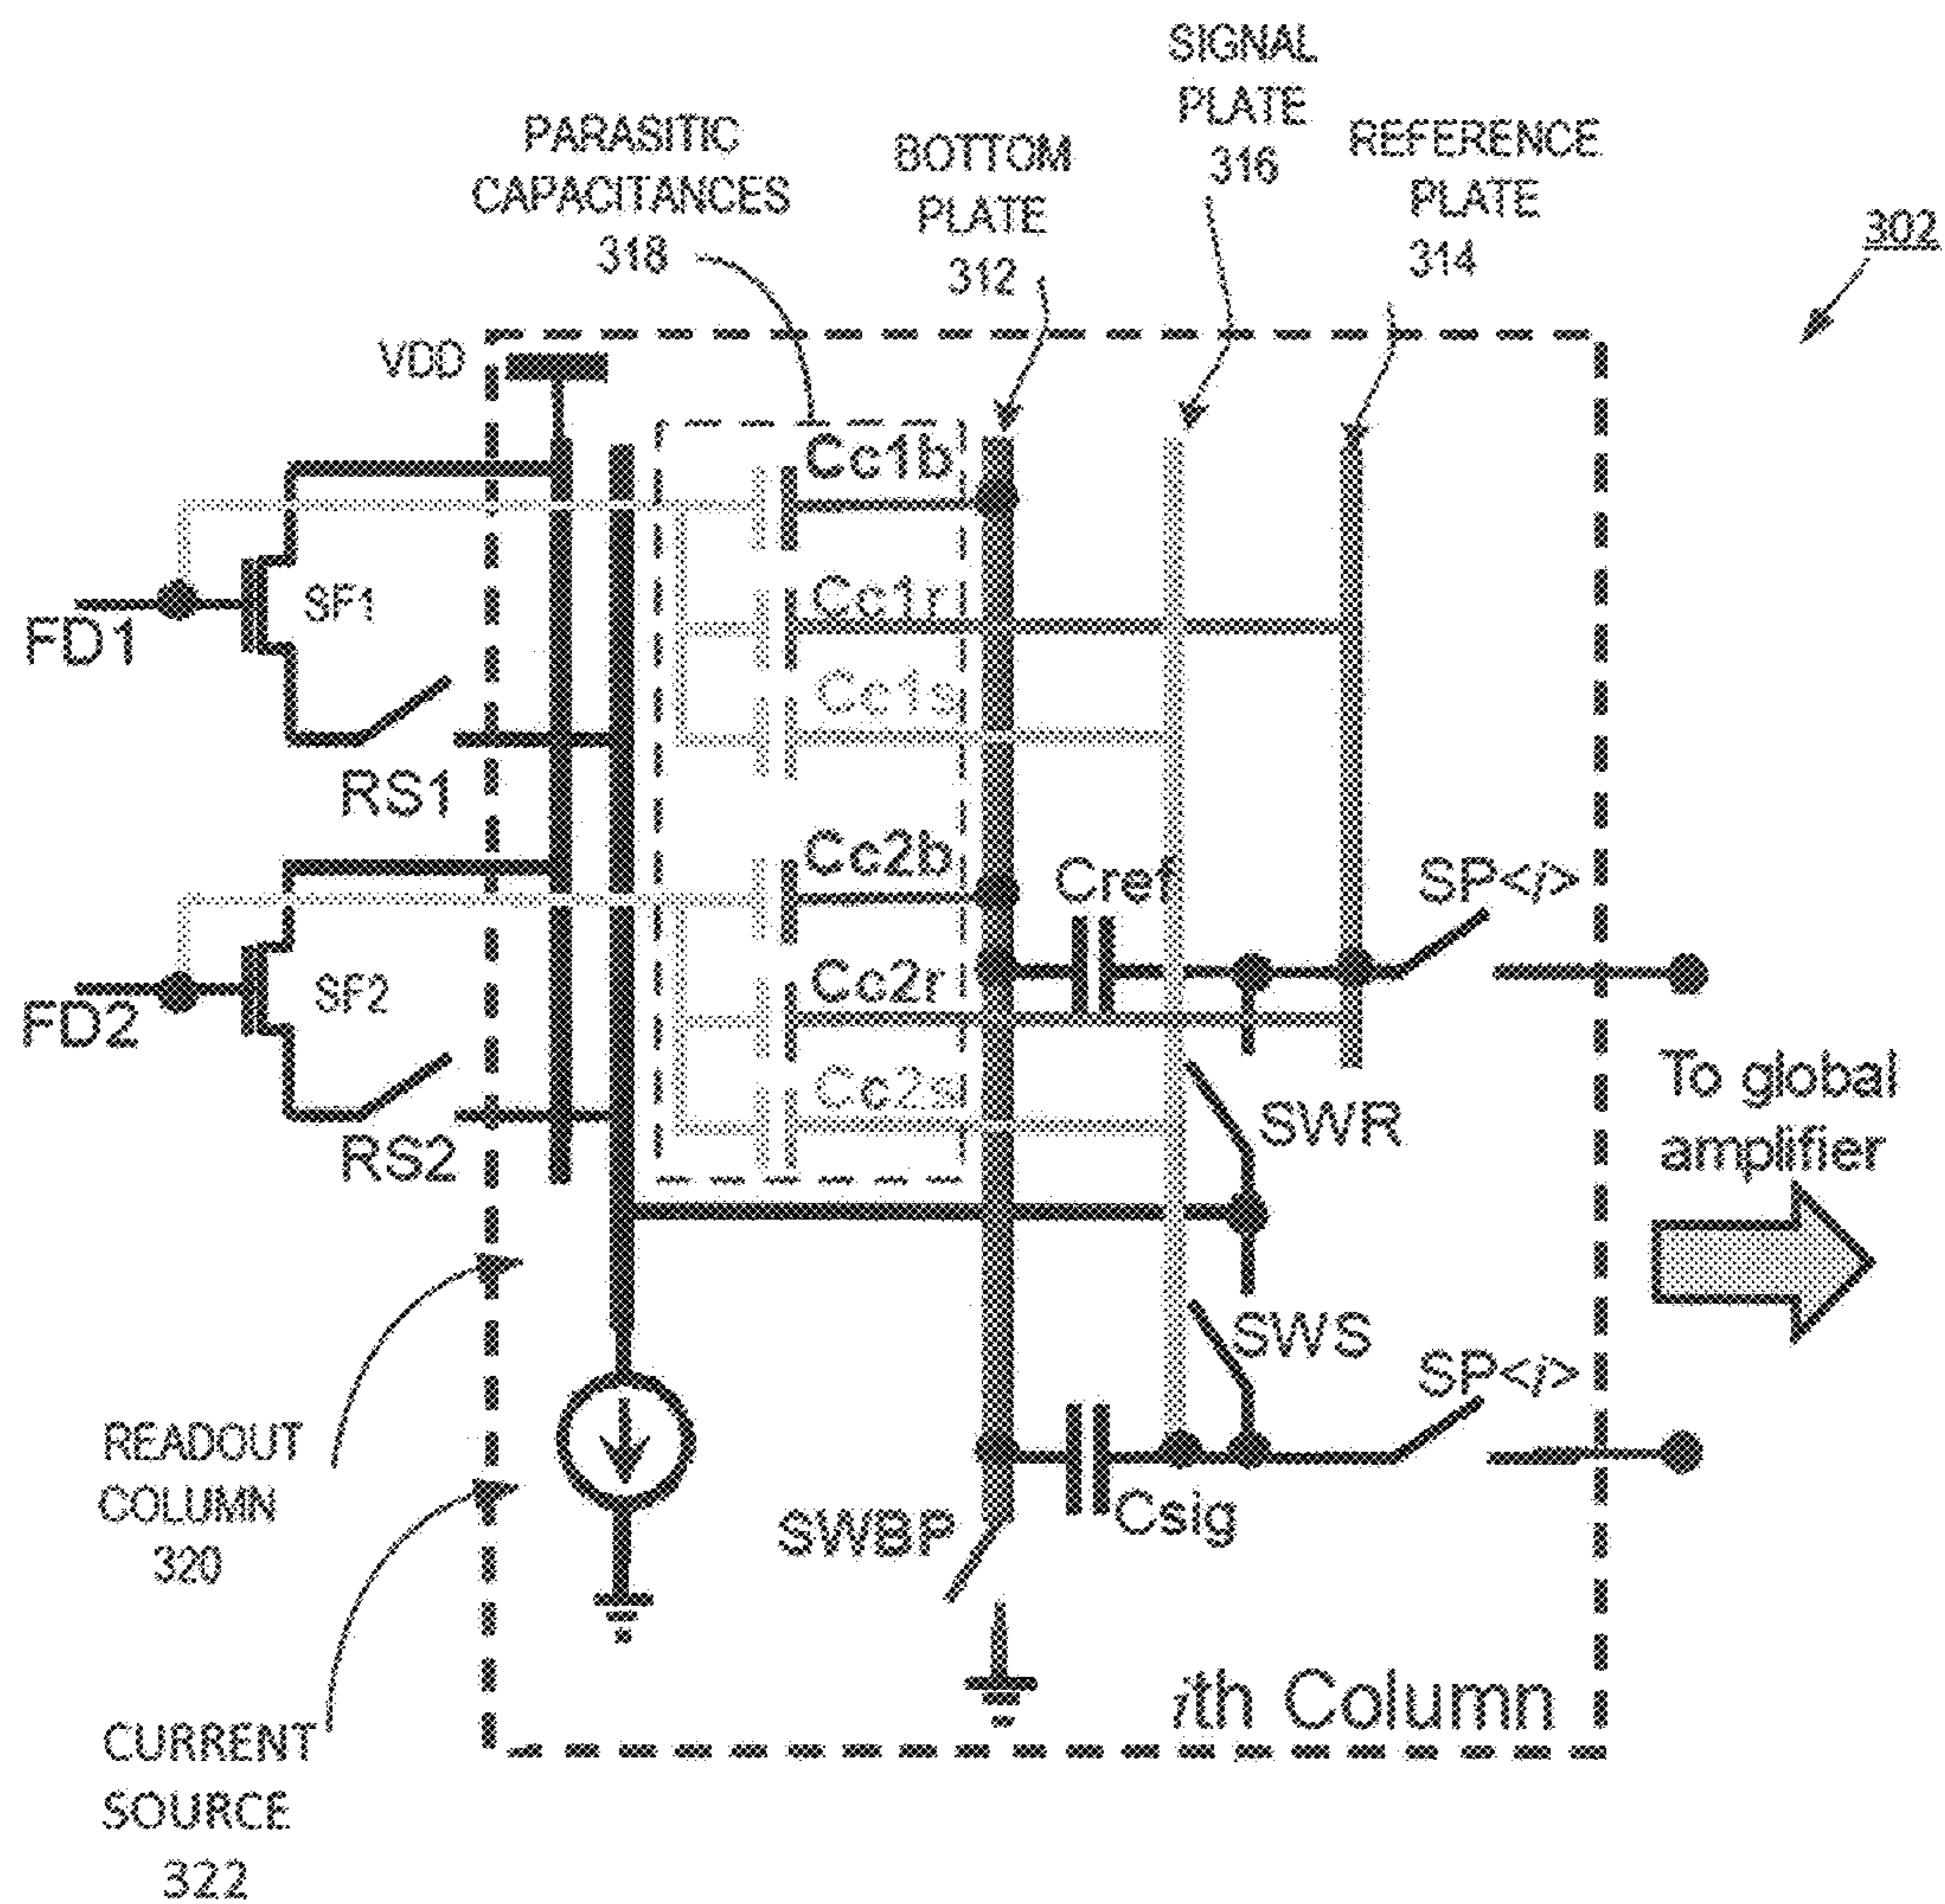 SIGNAL
PLATE
316
PARASITIC
CAPACITANCES
318
BOTTOM
PLATE
312
REFERENCE
PLATE
314
302
VDD
Cc1b
SF1
Cc1r
FD1
Cc1s
RS1
Cc2b
Cref
SP<i>
SF2
Cc2r
FD2
Cc2s
RS2
SWR
To global
amplifier
SWS
SP<i>
READOUT
COLUMN
320
SWBP
Csig
ith Column
CURRENT
SOURCE
322